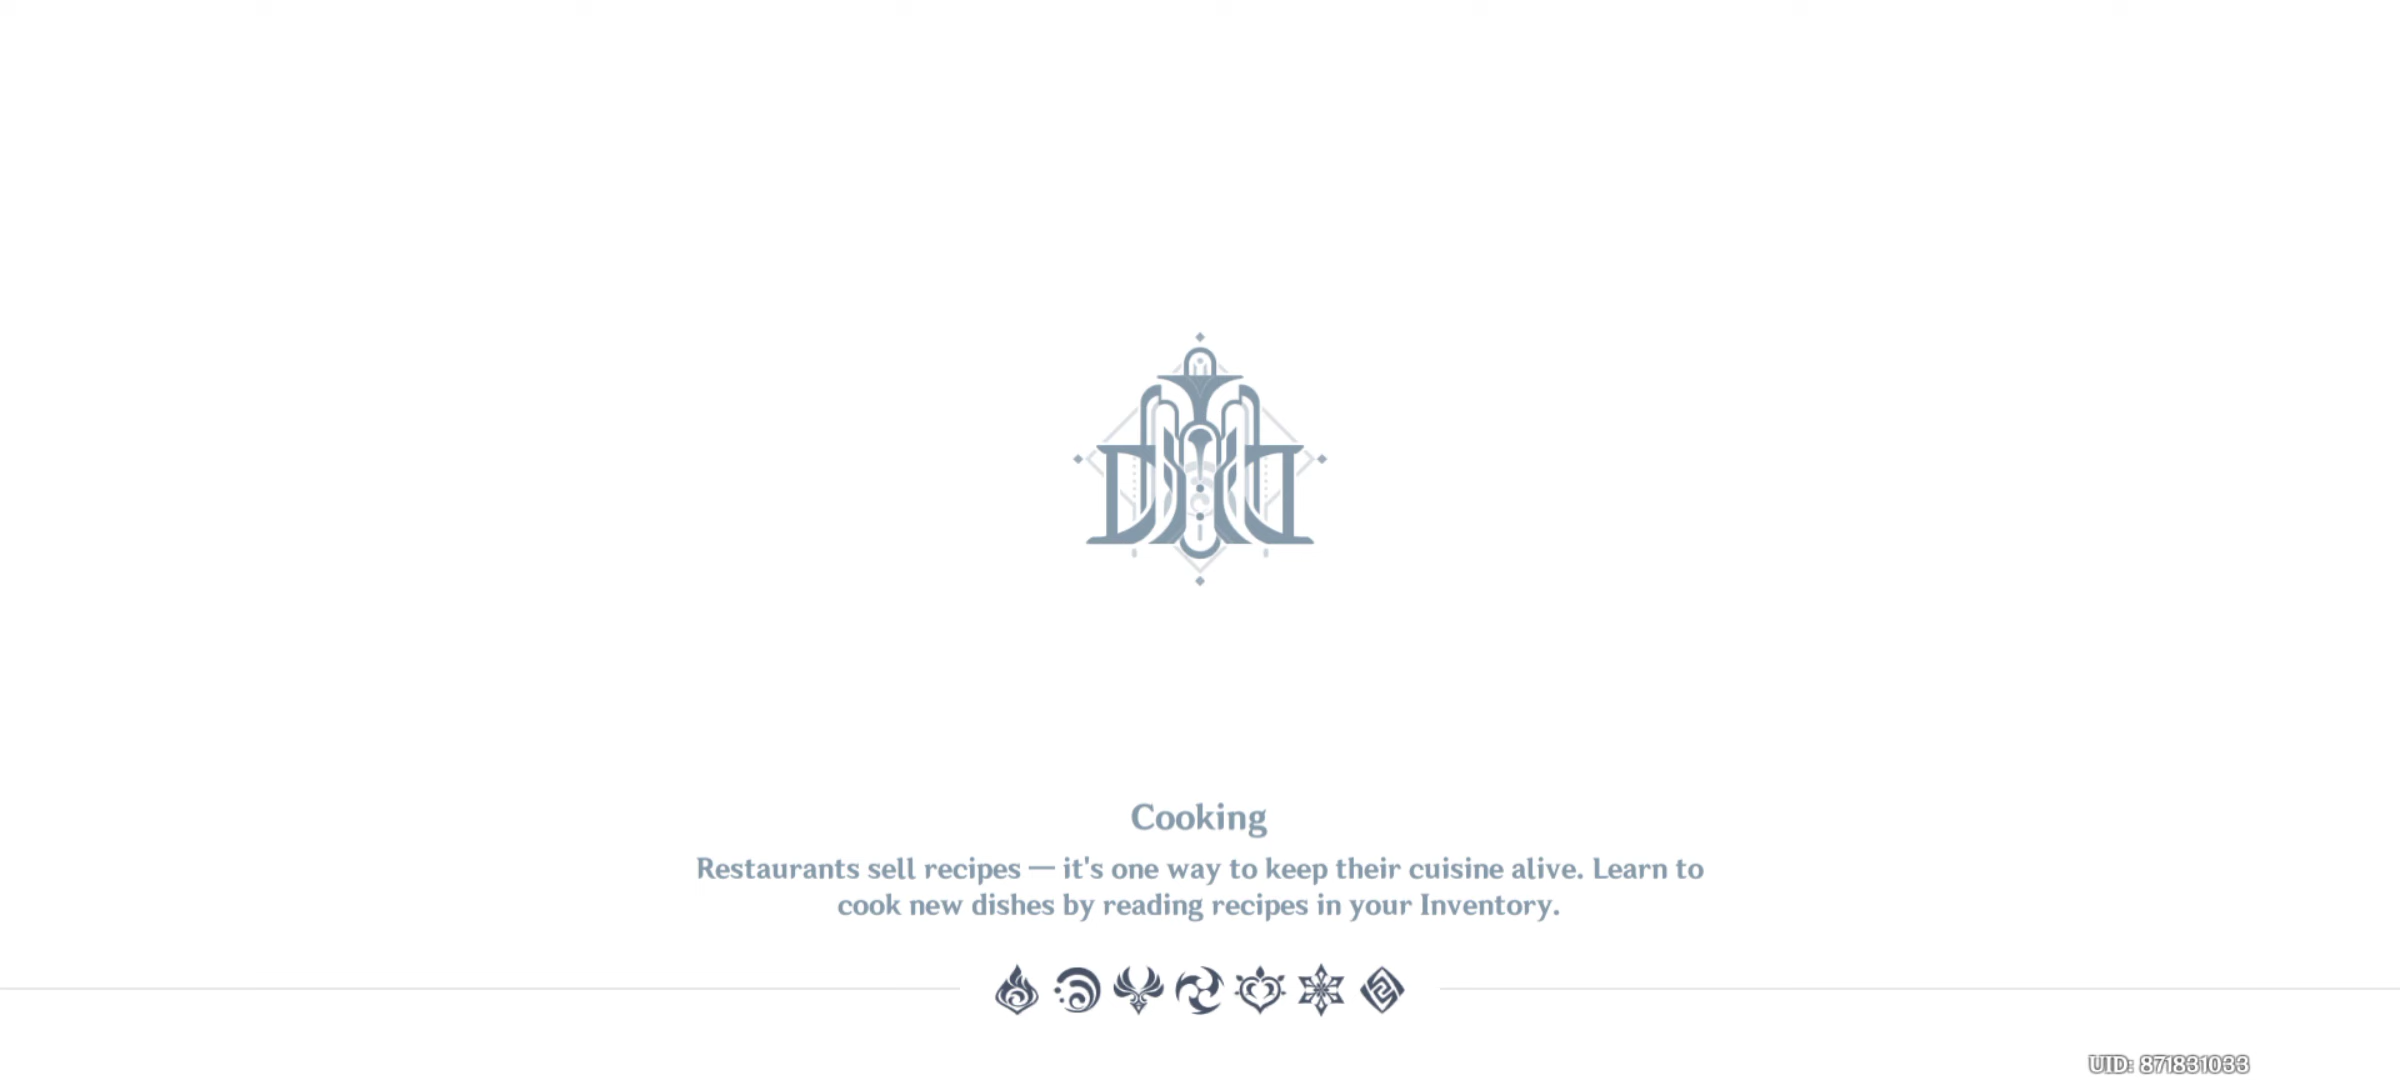 Cooking
Restaurants sell recipes — it's one way to keep their cuisine alive. Learn to
cook new dishes by reading recipes in your Inventory.
UID: 871831033